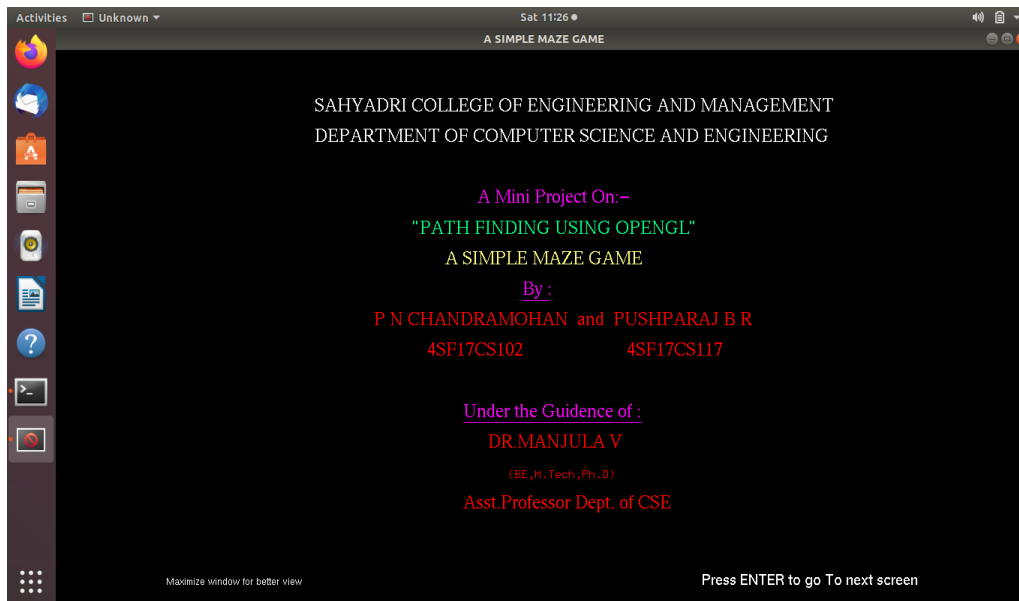 Activities Unknown Sat 11:26
A SIMPLE MAZE GAME
SAHYADRI COLLEGE OF ENGINEERING AND MANAGEMENT
DEPARTMENT OF COMPUTER SCIENCE AND ENGINEERING
A Mini Project On:-
"PATH FINDING USING OPENGL"
A SIMPLE MAZE GAME
By :
P N CHANDRAMOHAN and PUSHPARAJ B R
4SF17CS102 4SF17CS117
Under the Guidence of :
DR.MANJULA V
(BE,M.Tech,Ph.D)
Asst.Professor Dept. of CSE
Maximize window for better view Press ENTER to go To next screen